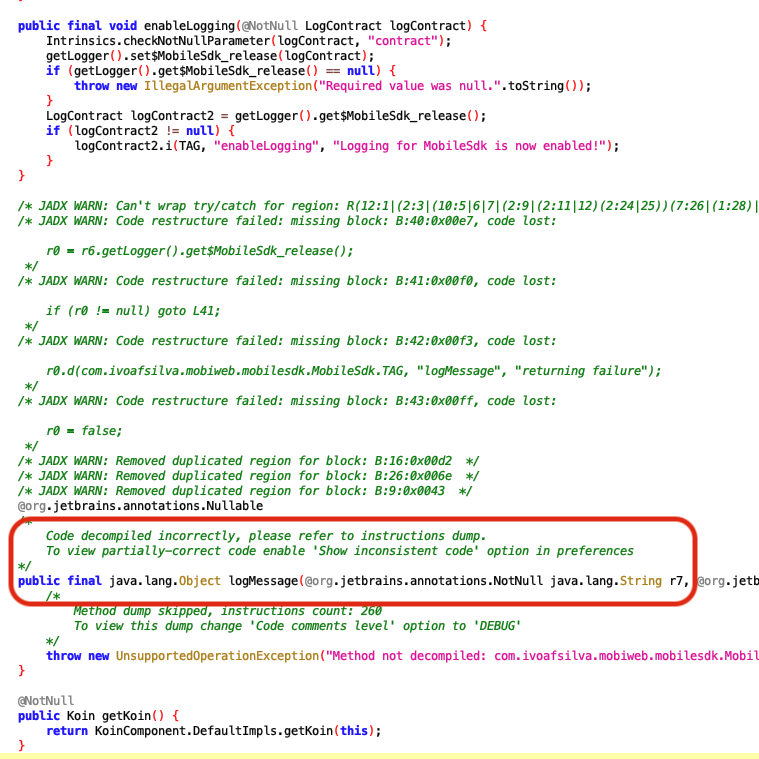 public final void enableLogging(@NotNull LogContract logContract) {
Intrinsics.checkNotNullParameter(logContract, "contract");
getLogger().set$MobileSdk_release(logContract);
if (getLogger().get$MobileSdk_release() == null) {
throw new IllegalArgumentException("Required value was null.".toString());
}
LogContract logContract2 = getLogger().get$MobileSdk_release();
if (logContract2 != null) {
logContract2.i(TAG, "enableLogging", "Logging for MobileSdk is now enabled!");
}
}
/* JADX WARN: Can't wrap try/catch for region: R(12:1|(2:3|(10:5|6|7|(2:9|(2:11|12)(2:24|25))(7:26|(1:28)|
/* JADX WARN: Code restructure failed: missing block: B:40:0x00e7, code lost:
r0 = r6.getLogger().get$MobileSdk_release();
*/
/* JADX WARN: Code restructure failed: missing block: B:41:0x00f0, code lost:
if (r0 != null) goto L41;
*/
/* JADX WARN: Code restructure failed: missing block: B:42:0x00f3, code lost:
r0.d(com.ivoafsilva.mobiweb.mobilesdk.MobileSdk.TAG, "logMessage", "returning failure");
*/
/* JADX WARN: Code restructure failed: missing block: B:43:0x00ff, code lost:
r0 = false;
*/
/* JADX WARN: Removed duplicated region for block: B:16:0x00d2  */
/* JADX WARN: Removed duplicated region for block: B:26:0x006e  */
/* JADX WARN: Removed duplicated region for block: B:9:0x0043  */
@org.jetbrains.annotations.Nullable
/*
Code decompiled incorrectly, please refer to instructions dump.
To view partially-correct code enable 'Show inconsistent code' option in preferences
*/
public final java.lang.Object logMessage(@org.jetbrains.annotations.NotNull java.lang.String r7, @org.jetb
/*
Method dump skipped, instructions count: 260
To view this dump change 'Code comments level' option to 'DEBUG'
*/
throw new UnsupportedOperationException("Method not decompiled: com.ivoafsilva.mobiweb.mobilesdk.Mobil
}
@NotNull
public Koin getKoin() {
return KoinComponent.DefaultImpls.getKoin(this);
}